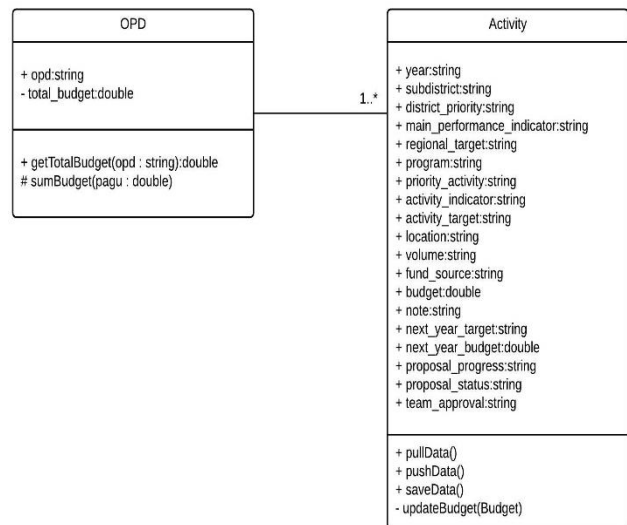 OPD
+ opd:string
- total_budget:double
+ getTotalBudget(opd : string):double
# sumBudget(pagu : double)
1..*
Activity
+ year:string
+ subdistrict:string
+ district_priority:string
+ main_performance_indicator:string
+ regional_target:string
+ program:string
+ priority_activity:string
+ activity_indicator:string
+ activity_target:string
+ location:string
+ volume:string
+ fund_source:string
+ budget:double
+ note:string
+ next_year_target:string
+ next_year_budget:double
+ proposal_progress:string
+ proposal_status:string
+ team_approval:string
+ pullData()
+ pushData()
+ saveData()
- updateBudget(Budget)